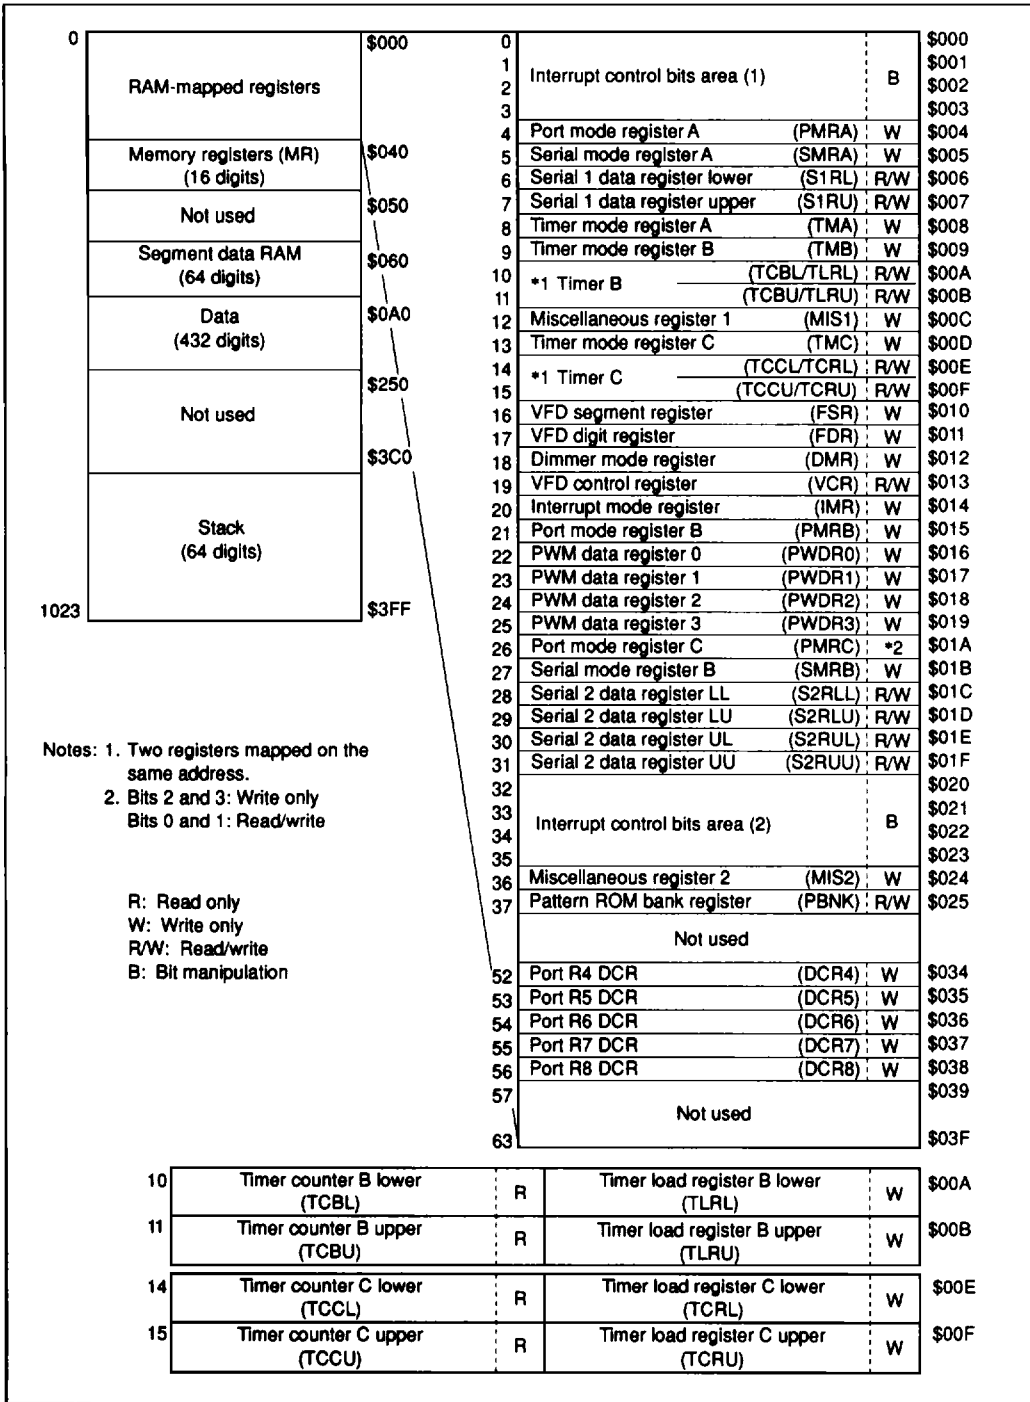 0 $000
RAM-mapped registers
Memory registers (MR) $040
(16 digits)
Not used $050
Segment data RAM $060
(64 digits)
Data $0A0
(432 digits)
$250
Not used
$3C0
Stack
(64 digits)
1023 $3FF
Notes: 1. Two registers mapped on the
same address.
2. Bits 2 and 3: Write only
Bits 0 and 1: Read/write
R: Read only
W: Write only
R/W: Read/write
B: Bit manipulation
0 $000
1 Interrupt control bits area (1) B $001
2 $002
3 $003
4 Port mode register A (PMRA) W $004
5 Serial mode register A (SMRA) W $005
6 Serial 1 data register lower (S1RL) R/W $006
7 Serial 1 data register upper (S1RU) R/W $007
8 Timer mode register A (TMA) W $008
9 Timer mode register B (TMB) W $009
10 *1 Timer B (TCBL/TLRL) R/W $00A
11 (TCBU/TLRU) R/W $00B
12 Miscellaneous register 1 (MIS1) W $00C
13 Timer mode register C (TMC) W $00D
14 *1 Timer C (TCCL/TCRL) R/W $00E
15 (TCCU/TCRU) R/W $00F
16 VFD segment register (FSR) W $010
17 VFD digit register (FDR) W $011
18 Dimmer mode register (DMR) W $012
19 VFD control register (VCR) R/W $013
20 Interrupt mode register (IMR) W $014
21 Port mode register B (PMRB) W $015
22 PWM data register 0 (PWDR0) W $016
23 PWM data register 1 (PWDR1) W $017
24 PWM data register 2 (PWDR2) W $018
25 PWM data register 3 (PWDR3) W $019
26 Port mode register C (PMRC) *2 $01A
27 Serial mode register B (SMRB) W $01B
28 Serial 2 data register LL (S2RLL) R/W $01C
29 Serial 2 data register LU (S2RLU) R/W $01D
30 Serial 2 data register UL (S2RUL) R/W $01E
31 Serial 2 data register UU (S2RUU) R/W $01F
32 $020
33 Interrupt control bits area (2) B $021
34 $022
35 $023
36 Miscellaneous register 2 (MIS2) W $024
37 Pattern ROM bank register (PBNK) R/W $025
Not used
52 Port R4 DCR (DCR4) W $034
53 Port R5 DCR (DCR5) W $035
54 Port R6 DCR (DCR6) W $036
55 Port R7 DCR (DCR7) W $037
56 Port R8 DCR (DCR8) W $038
57 $039
Not used
63 $03F
10 Timer counter B lower R Timer load register B lower W $00A
(TCBL) (TLRL)
11 Timer counter B upper R Timer load register B upper W $00B
(TCBU) (TLRU)
14 Timer counter C lower R Timer load register C lower W $00E
(TCCL) (TCRL)
15 Timer counter C upper R Timer load register C upper W $00F
(TCCU) (TCRU)